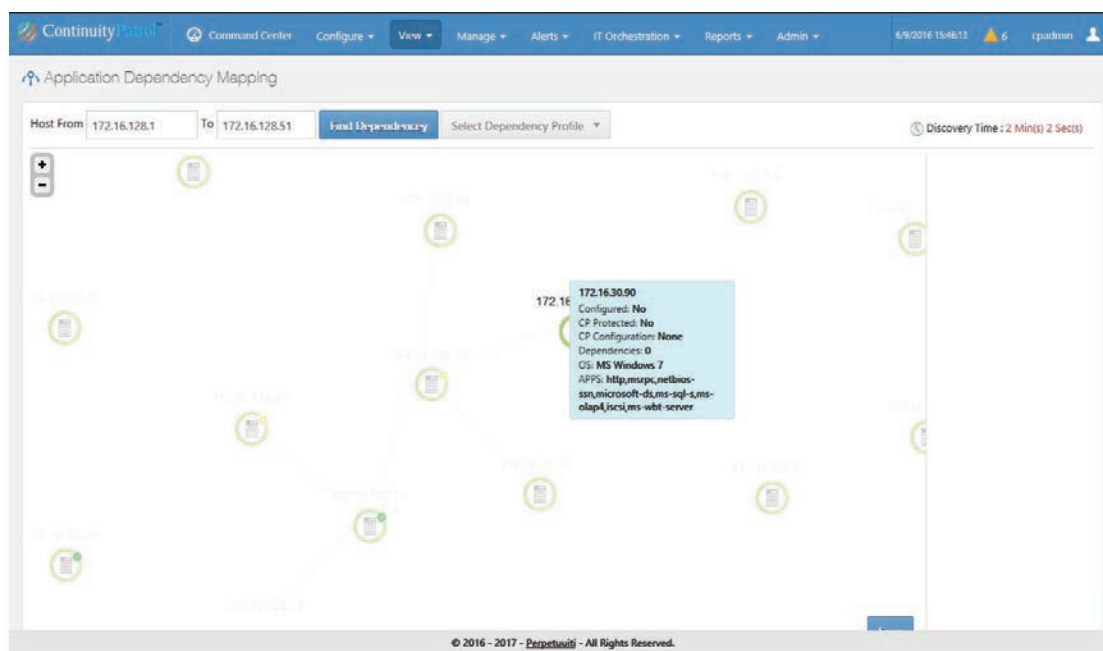 ContinuityPatrol
Command Center
Configure
View
Manage
Alerts
IT Orchestration
Reports
Admin
6/9/2016 15:46:13
6
cpadmin
Application Dependency Mapping
Host From 172.16.128.1 To 172.16.128.51 Find Dependencey Select Dependency Profile
Discovery Time : 2 Min(s) 2 Sec(s)
+
-
172.16
172.16.30.90
Configured: No
CP Protected: No
CP Configuration: None
Dependencies: 0
OS: MS Windows 7
APPS: http,msrpc,netbios-
ssn,microsoft-ds,ms-sql-s,ms-
olap4,iscsi,ms-wbt-server
© 2016 - 2017 - Perpetuuiti - All Rights Reserved.